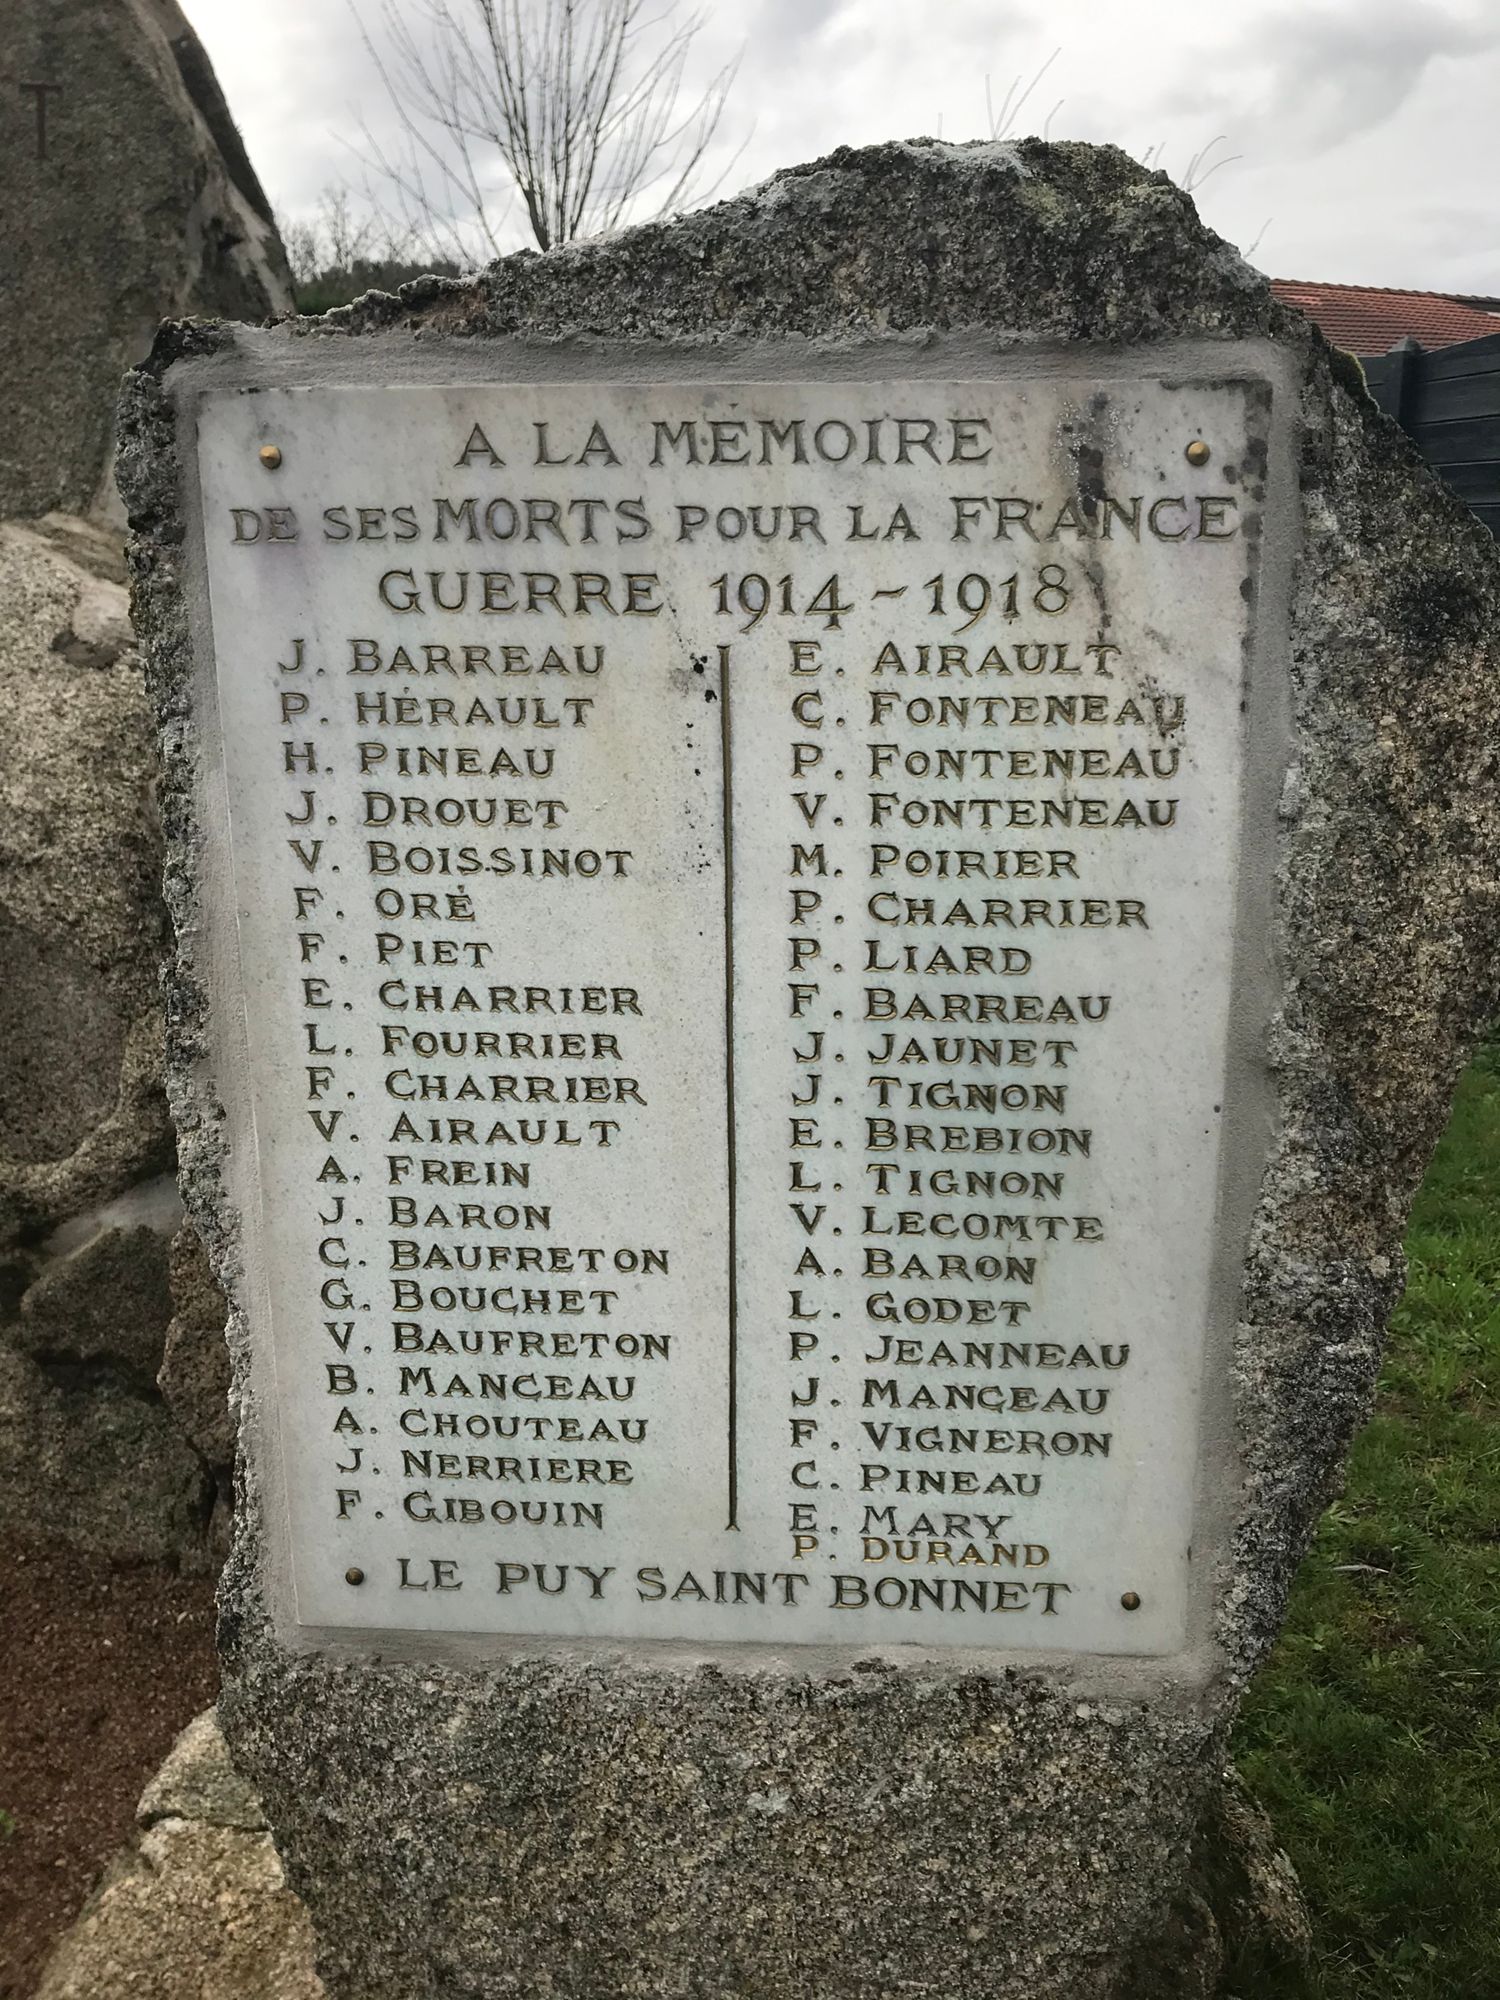 T
A LA MÉMOIRE
DE SES MORTS POUR LA FRANCE
GUERRE 1914 - 1918
J. BARREAU
P. HÉRAULT
H. PINEAU
J. DROUET
V. BOISSINOT
F. ORÉ
F. PIET
E. CHARRIER
L. FOURRIER
F. CHARRIER
V. AIRAULT
A. FREIN
J. BARON
C. BAUFRETON
G. BOUCHET
V. BAUFRETON
B. MANCEAU
A. CHOUTEAU
J. NERRIERE
F. GIBOUIN
E. AIRAULT
C. FONTENEAU
P. FONTENEAU
V. FONTENEAU
M. POIRIER
P. CHARRIER
P. LIARD
F. BARREAU
J. JAUNET
J. TIGNON
E. BREBION
L. TIGNON
V. LECOMTE
A. BARON
L. GODET
P. JEANNEAU
J. MANCEAU
F. VIGNERON
C. PINEAU
E. MARY
P. DURAND
LE PUY SAINT BONNET